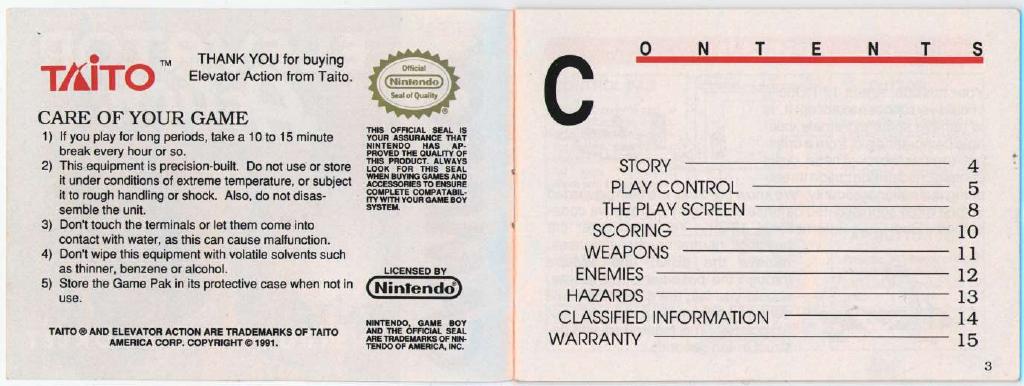 TAITO™
THANK YOU for buying
Elevator Action from Taito.
CARE OF YOUR GAME
1) If you play for long periods, take a 10 to 15 minute
break every hour or so.
2) This equipment is precision-built. Do not use or store
it under conditions of extreme temperature, or subject
it to rough handling or shock. Also, do not disas-
semble the unit.
3) Don't touch the terminals or let them come into
contact with water, as this can cause malfunction.
4) Don't wipe this equipment with volatile solvents such
as thinner, benzene or alcohol.
5) Store the Game Pak in its protective case when not in
use.
TAITO ® AND ELEVATOR ACTION ARE TRADEMARKS OF TAITO
AMERICA CORP. COPYRIGHT © 1991.
Official
Nintendo
Seal of Quality
®
THIS OFFICIAL SEAL IS
YOUR ASSURANCE THAT
NINTENDO HAS AP-
PROVED THE QUALITY OF
THIS PRODUCT. ALWAYS
LOOK FOR THIS SEAL
WHEN BUYING GAMES AND
ACCESSORIES TO ENSURE
COMPLETE COMPATABIL-
ITY WITH YOUR GAME BOY
SYSTEM.
LICENSED BY
Nintendo®
NINTENDO, GAME BOY
AND THE OFFICIAL SEAL
ARE TRADEMARKS OF NIN-
TENDO OF AMERICA, INC.
CONTENTS
STORY 4
PLAY CONTROL 5
THE PLAY SCREEN 8
SCORING 10
WEAPONS 11
ENEMIES 12
HAZARDS 13
CLASSIFIED INFORMATION 14
WARRANTY 15
3